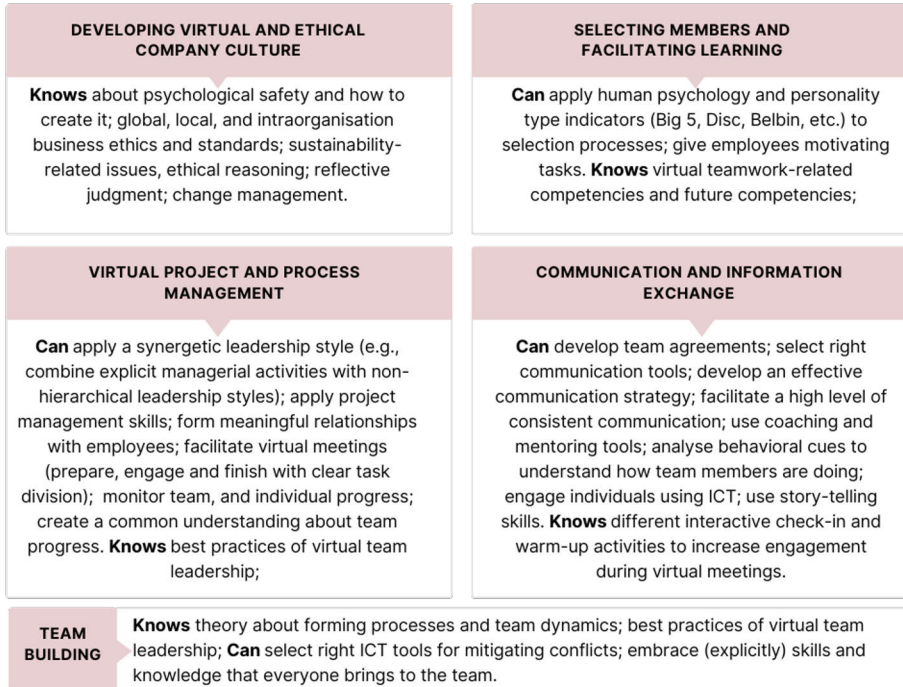 DEVELOPING VIRTUAL AND ETHICAL
COMPANY CULTURE
Knows about psychological safety and how to
create it; global, local, and intraorganisation
business ethics and standards; sustainability-
related issues, ethical reasoning; reflective
judgment; change management.
SELECTING MEMBERS AND
FACILITATING LEARNING
Can apply human psychology and personality
type indicators (Big 5, Disc, Belbin, etc.) to
selection processes; give employees motivating
tasks. Knows virtual teamwork-related
competencies and future competencies;
VIRTUAL PROJECT AND PROCESS
MANAGEMENT
Can apply a synergetic leadership style (e.g.,
combine explicit managerial activities with non-
hierarchical leadership styles); apply project
management skills; form meaningful relationships
with employees; facilitate virtual meetings
(prepare, engage and finish with clear task
division); monitor team, and individual progress;
create a common understanding about team
progress. Knows best practices of virtual team
leadership;
COMMUNICATION AND INFORMATION
EXCHANGE
Can develop team agreements; select right
communication tools; develop an effective
communication strategy; facilitate a high level of
consistent communication; use coaching and
mentoring tools; analyse behavioral cues to
understand how team members are doing;
engage individuals using ICT; use story-telling
skills. Knows different interactive check-in and
warm-up activities to increase engagement
during virtual meetings.
TEAM
BUILDING
Knows theory about forming processes and team dynamics; best practices of virtual team
leadership; Can select right ICT tools for mitigating conflicts; embrace (explicitly) skills and
knowledge that everyone brings to the team.